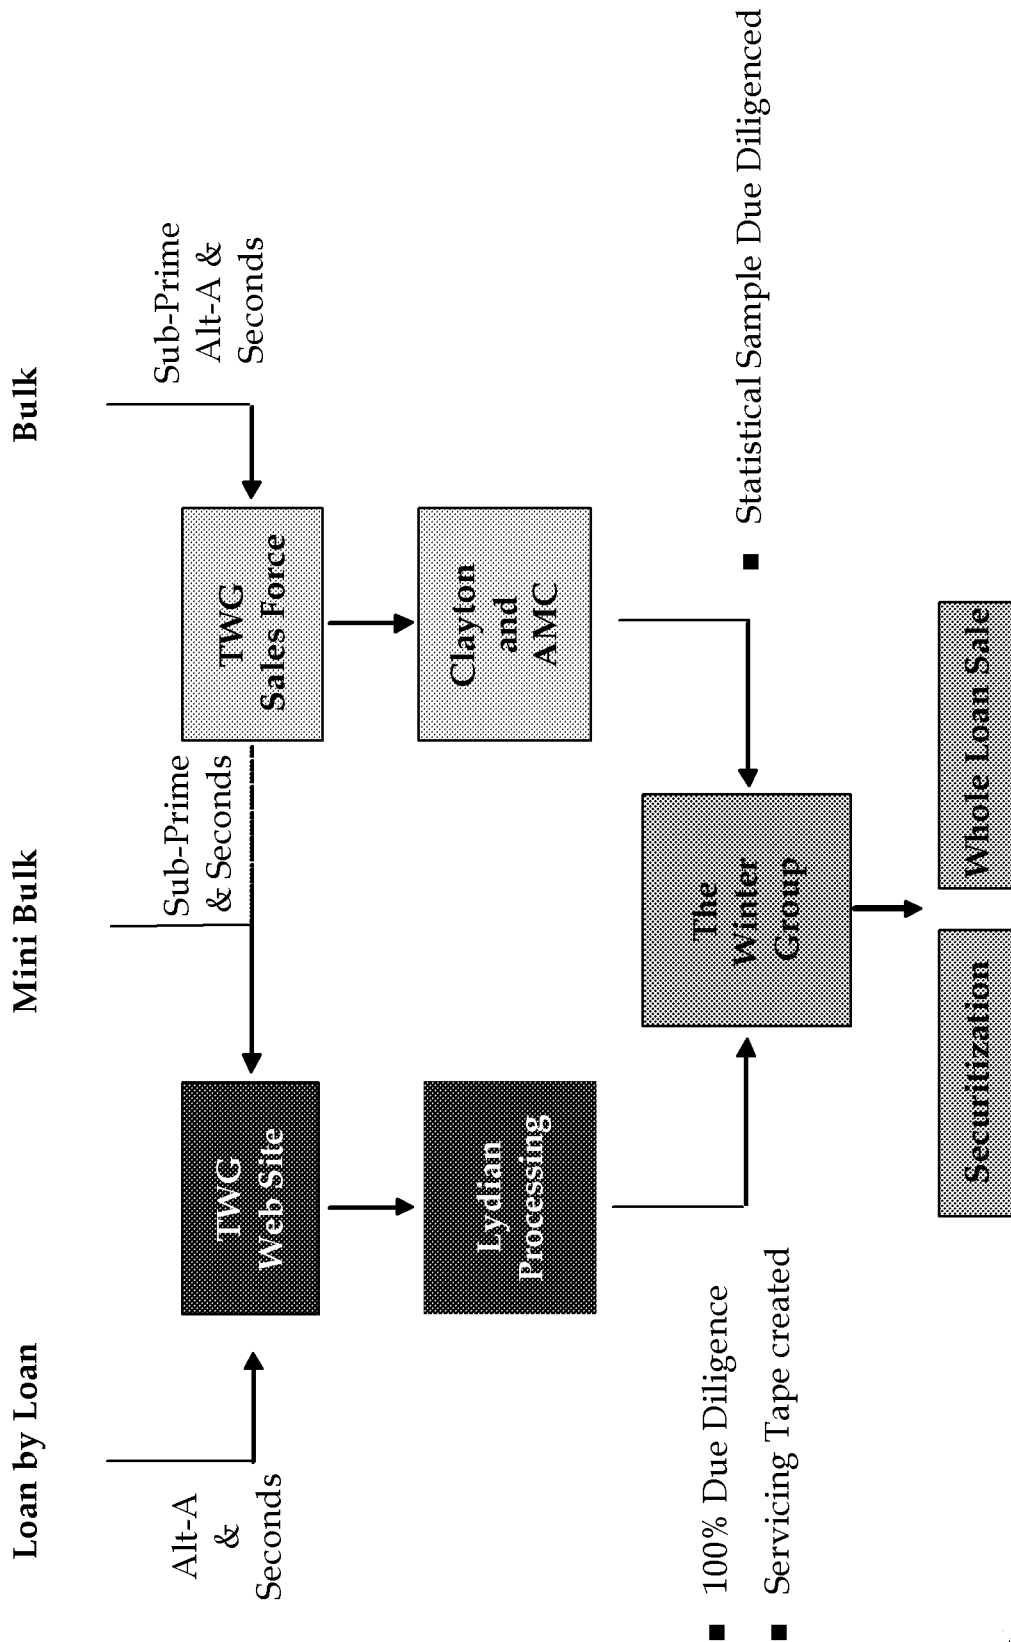 Loan by Loan
Mini Bulk
Bulk
Alt-A
&
Seconds
Sub-Prime
& Seconds
Sub-Prime
Alt-A &
Seconds
TWG
Web Site
TWG
Sales Force
Lydian
Processing
Clayton
and
AMC
■ 100% Due Diligence
■ Servicing Tape created
■ Statistical Sample Due Diligenced
The
Winter
Group
Securitization
Whole Loan Sale